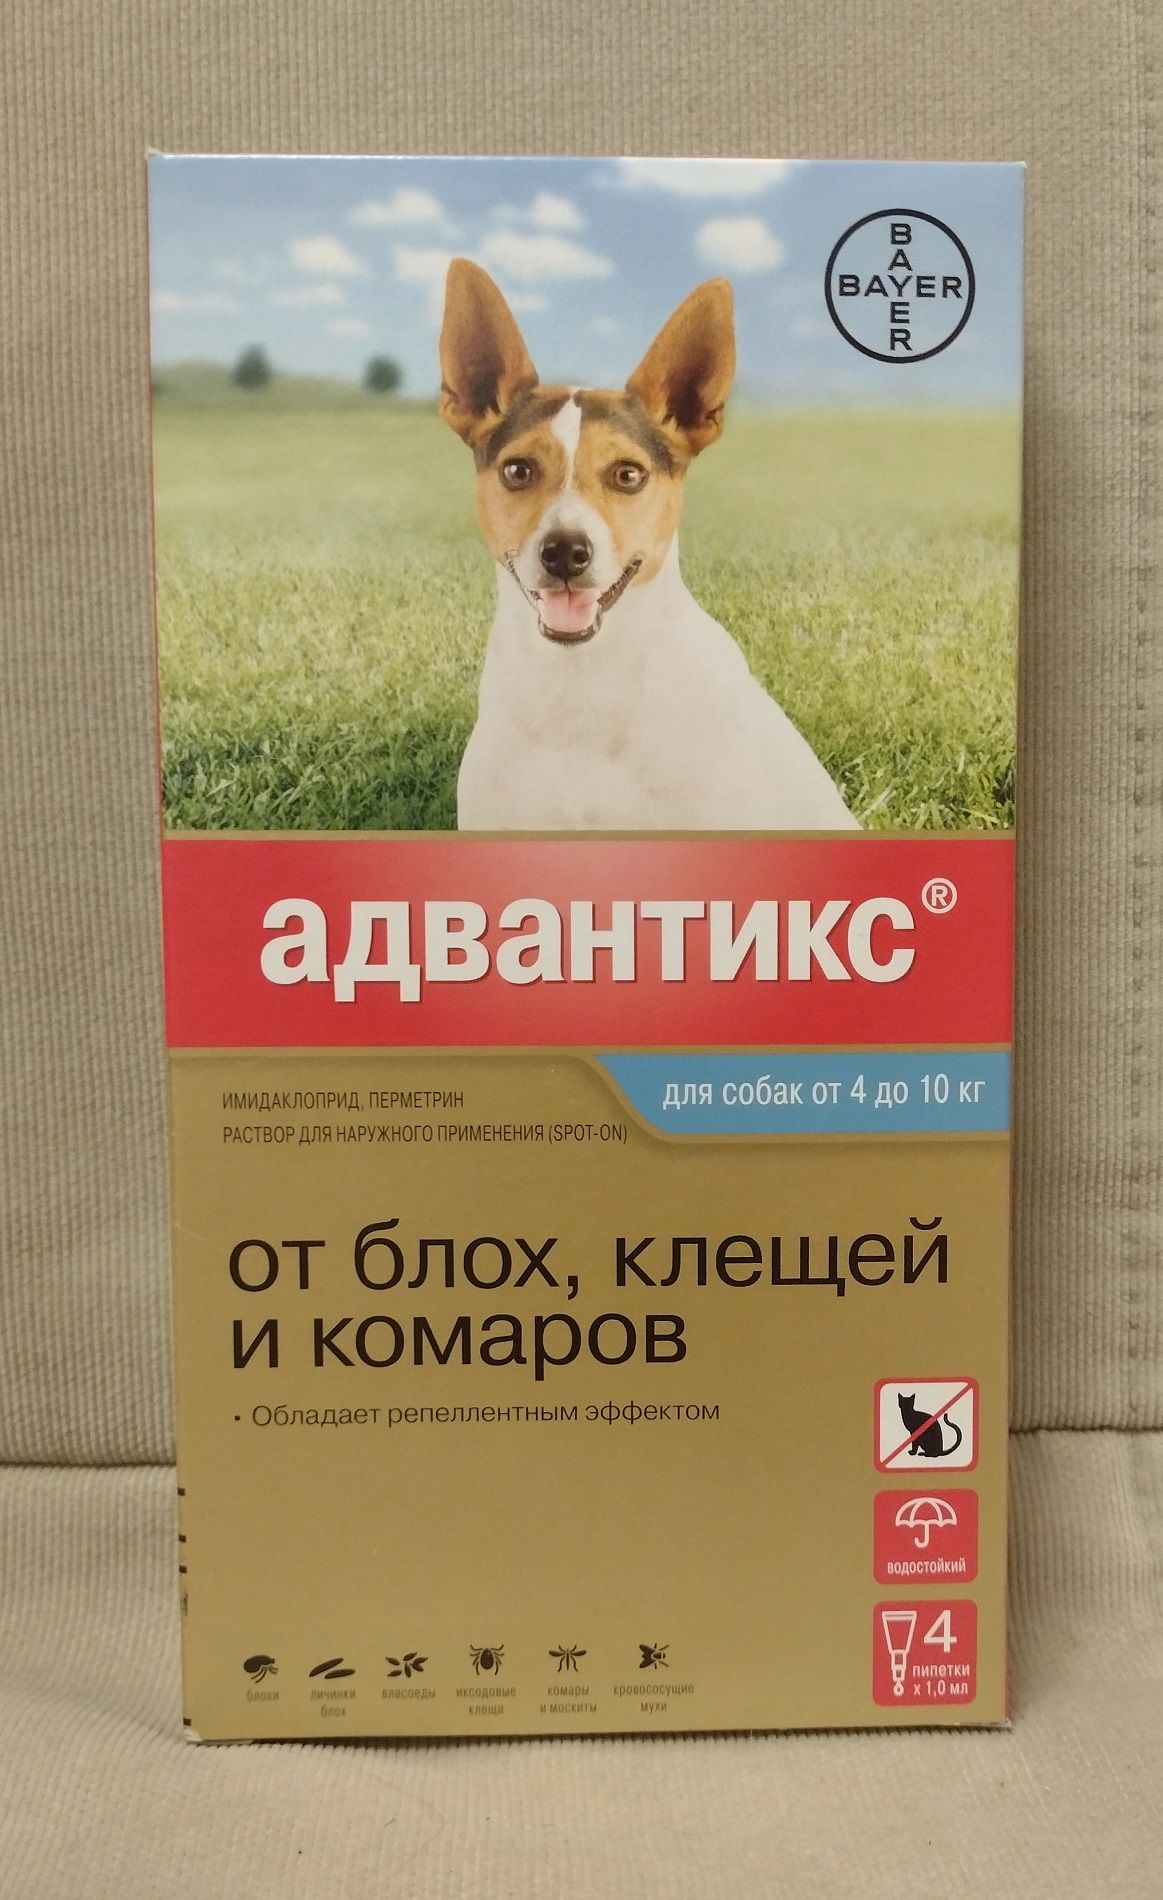 BAYER
BAYER
адвантикс®
для собак от 4 до 10 кг
ИМИДАКЛОПРИД, ПЕРМЕТРИН
РАСТВОР ДЛЯ НАРУЖНОГО ПРИМЕНЕНИЯ (SPOT-ON)
от блох, клещей
и комаров
• Обладает репеллентным эффектом
водостойкий
4
пипетки
х 1,0 мл
блохи
личинки
блох
власоеды
иксодовые
клещи
комары
и москиты
кровососущие
мухи